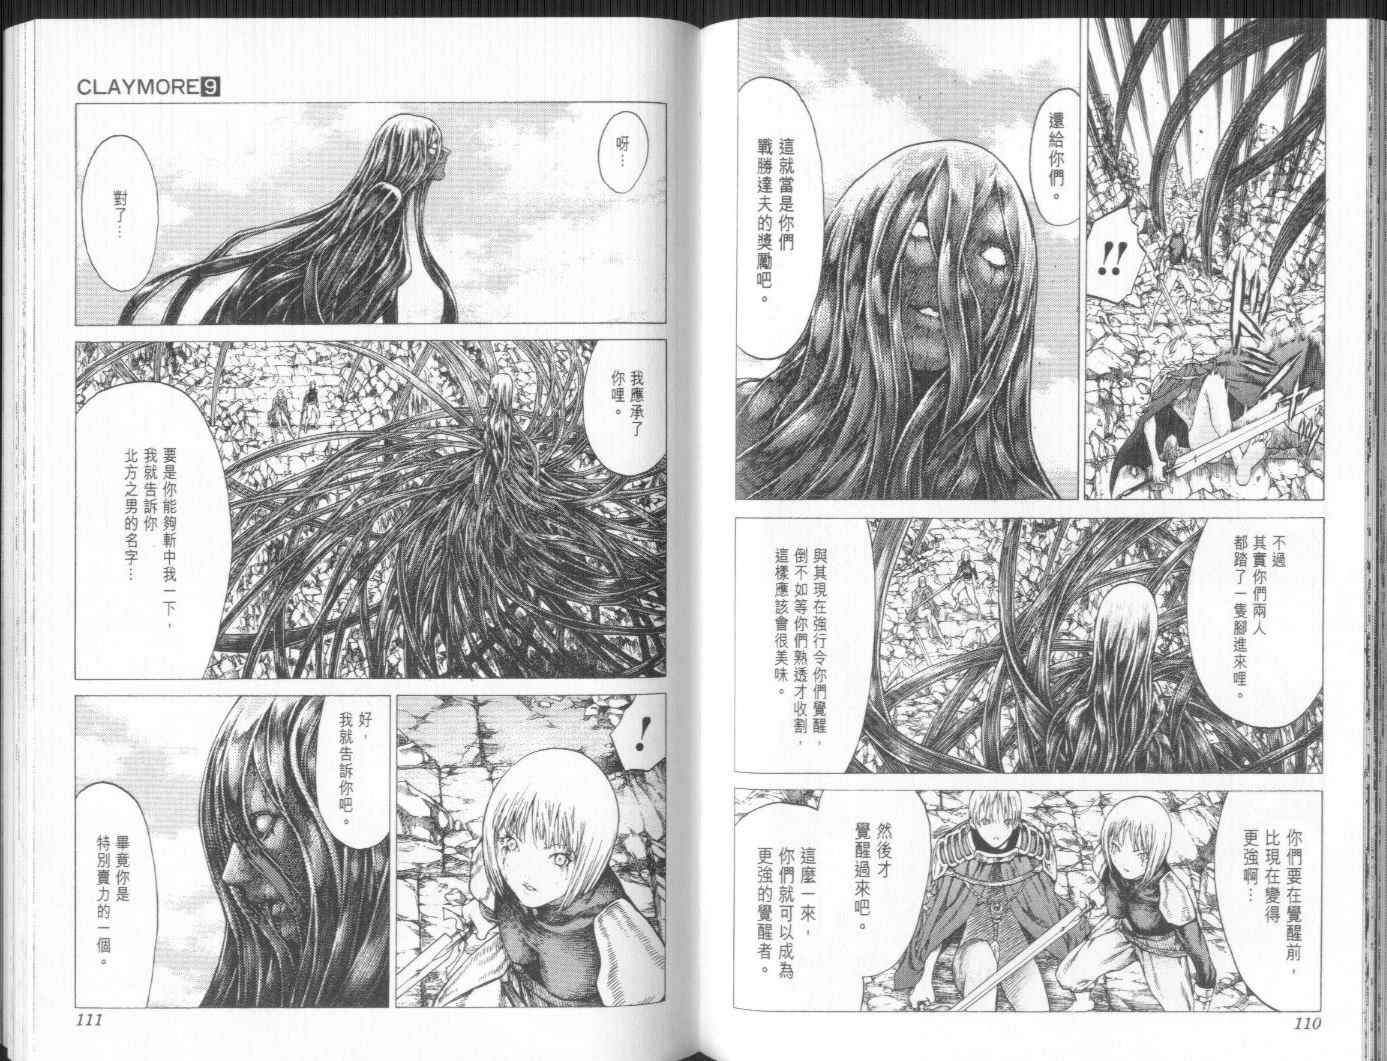 還給你們。
這就當是你們
戰勝達夫的獎勵吧。
!!
不過
其實你們兩人
都踏了一隻腳進來哩。
與其現在強行令你們覺醒，
倒不如等你們熟透才收割，
這樣應該會很美味。
你們要在覺醒前，
比現在變得
更強啊…
然後才
覺醒過來吧。
這麼一來，
你們就可以成為
更強的覺醒者。
110
CLAYMORE 9
呀…
對了…
我應承了
你哩。
要是你能夠斬中我一下，
我就告訴你
北方之男的名字…
!
好，
我就告訴你吧。
畢竟你是
特別賣力的一個。
111